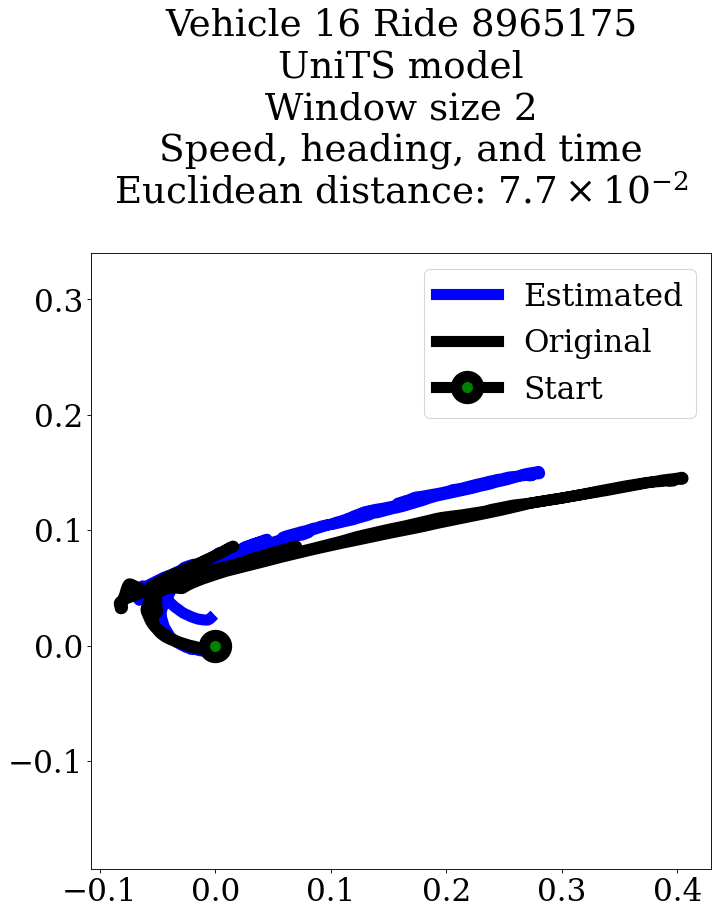 Vehicle 16 Ride 8965175
UniTS model
Window size 2
Speed, heading, and time
Euclidean distance: 7.7 × 10⁻²
Estimated
Original
Start
0.3
0.2
0.1
0.0
−0.1
−0.1 0.0 0.1 0.2 0.3 0.4